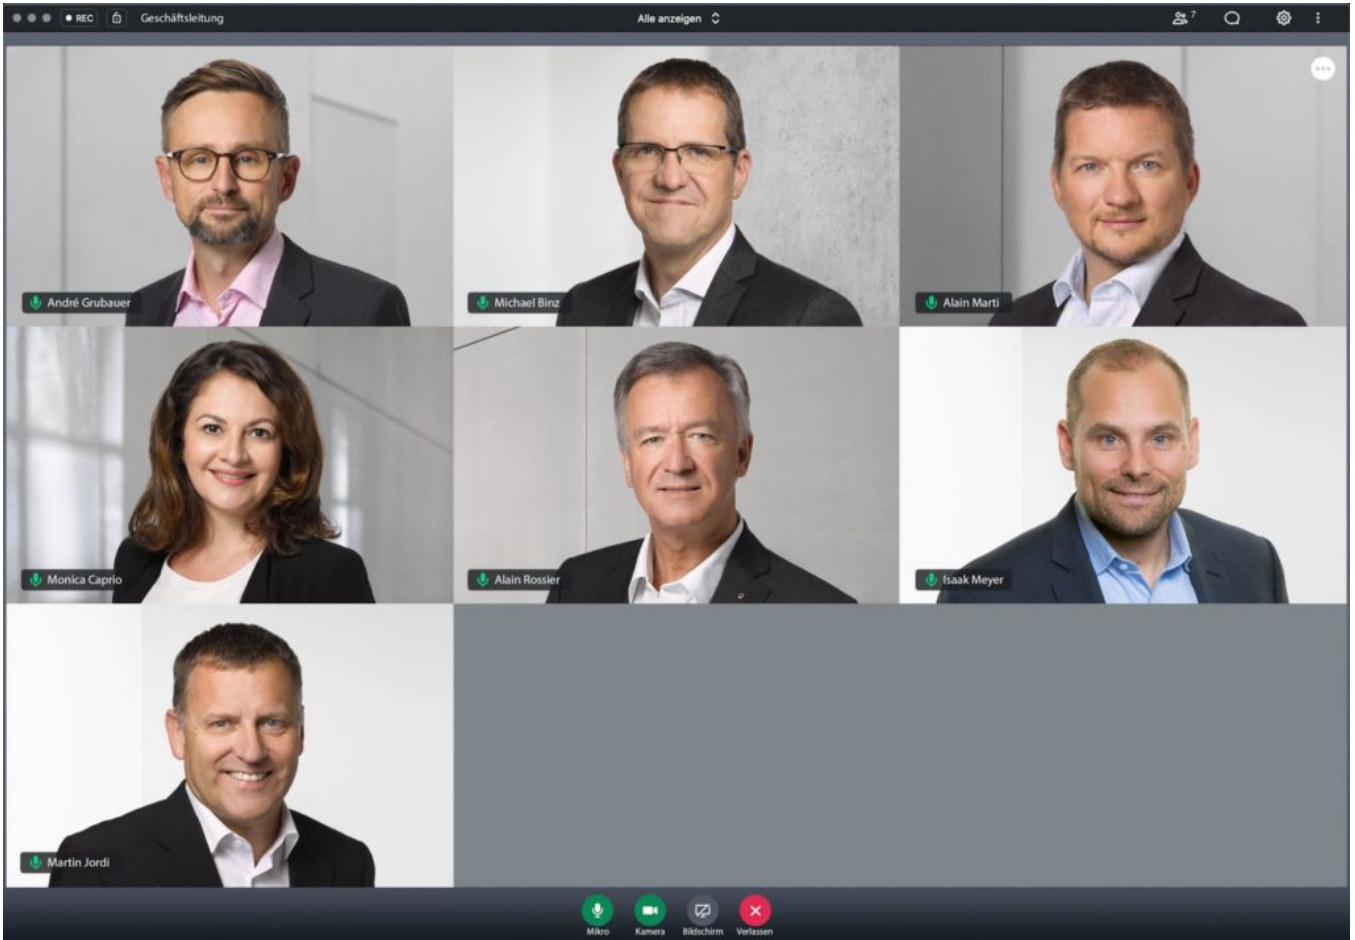 REC Geschäftsleitung Alle anzeigen 7
André Grubauer Michael Binz Alain Marti
Monica Caprio Alain Rossier Isaak Meyer
Martin Jordi
Mikro Kamera Bildschirm Verlassen